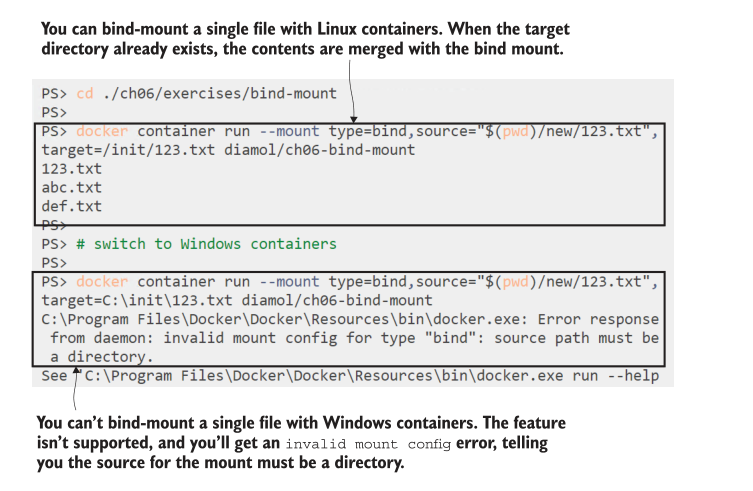 You can bind-mount a single file with Linux containers. When the target
directory already exists, the contents are merged with the bind mount.
PS> cd ./ch06/exercises/bind-mount
PS>
PS> docker container run --mount type=bind,source="$(pwd)/new/123.txt",
target=/init/123.txt diamol/ch06-bind-mount
123.txt
abc.txt
def.txt
PS>
PS> # switch to Windows containers
PS>
PS> docker container run --mount type=bind,source="$(pwd)/new/123.txt",
target=C:\init\123.txt diamol/ch06-bind-mount
C:\Program Files\Docker\Docker\Resources\bin\docker.exe: Error response
from daemon: invalid mount config for type "bind": source path must be
a directory.
See 'C:\Program Files\Docker\Docker\Resources\bin\docker.exe run --help
You can't bind-mount a single file with Windows containers. The feature
isn't supported, and you'll get an invalid mount config error, telling
you the source for the mount must be a directory.